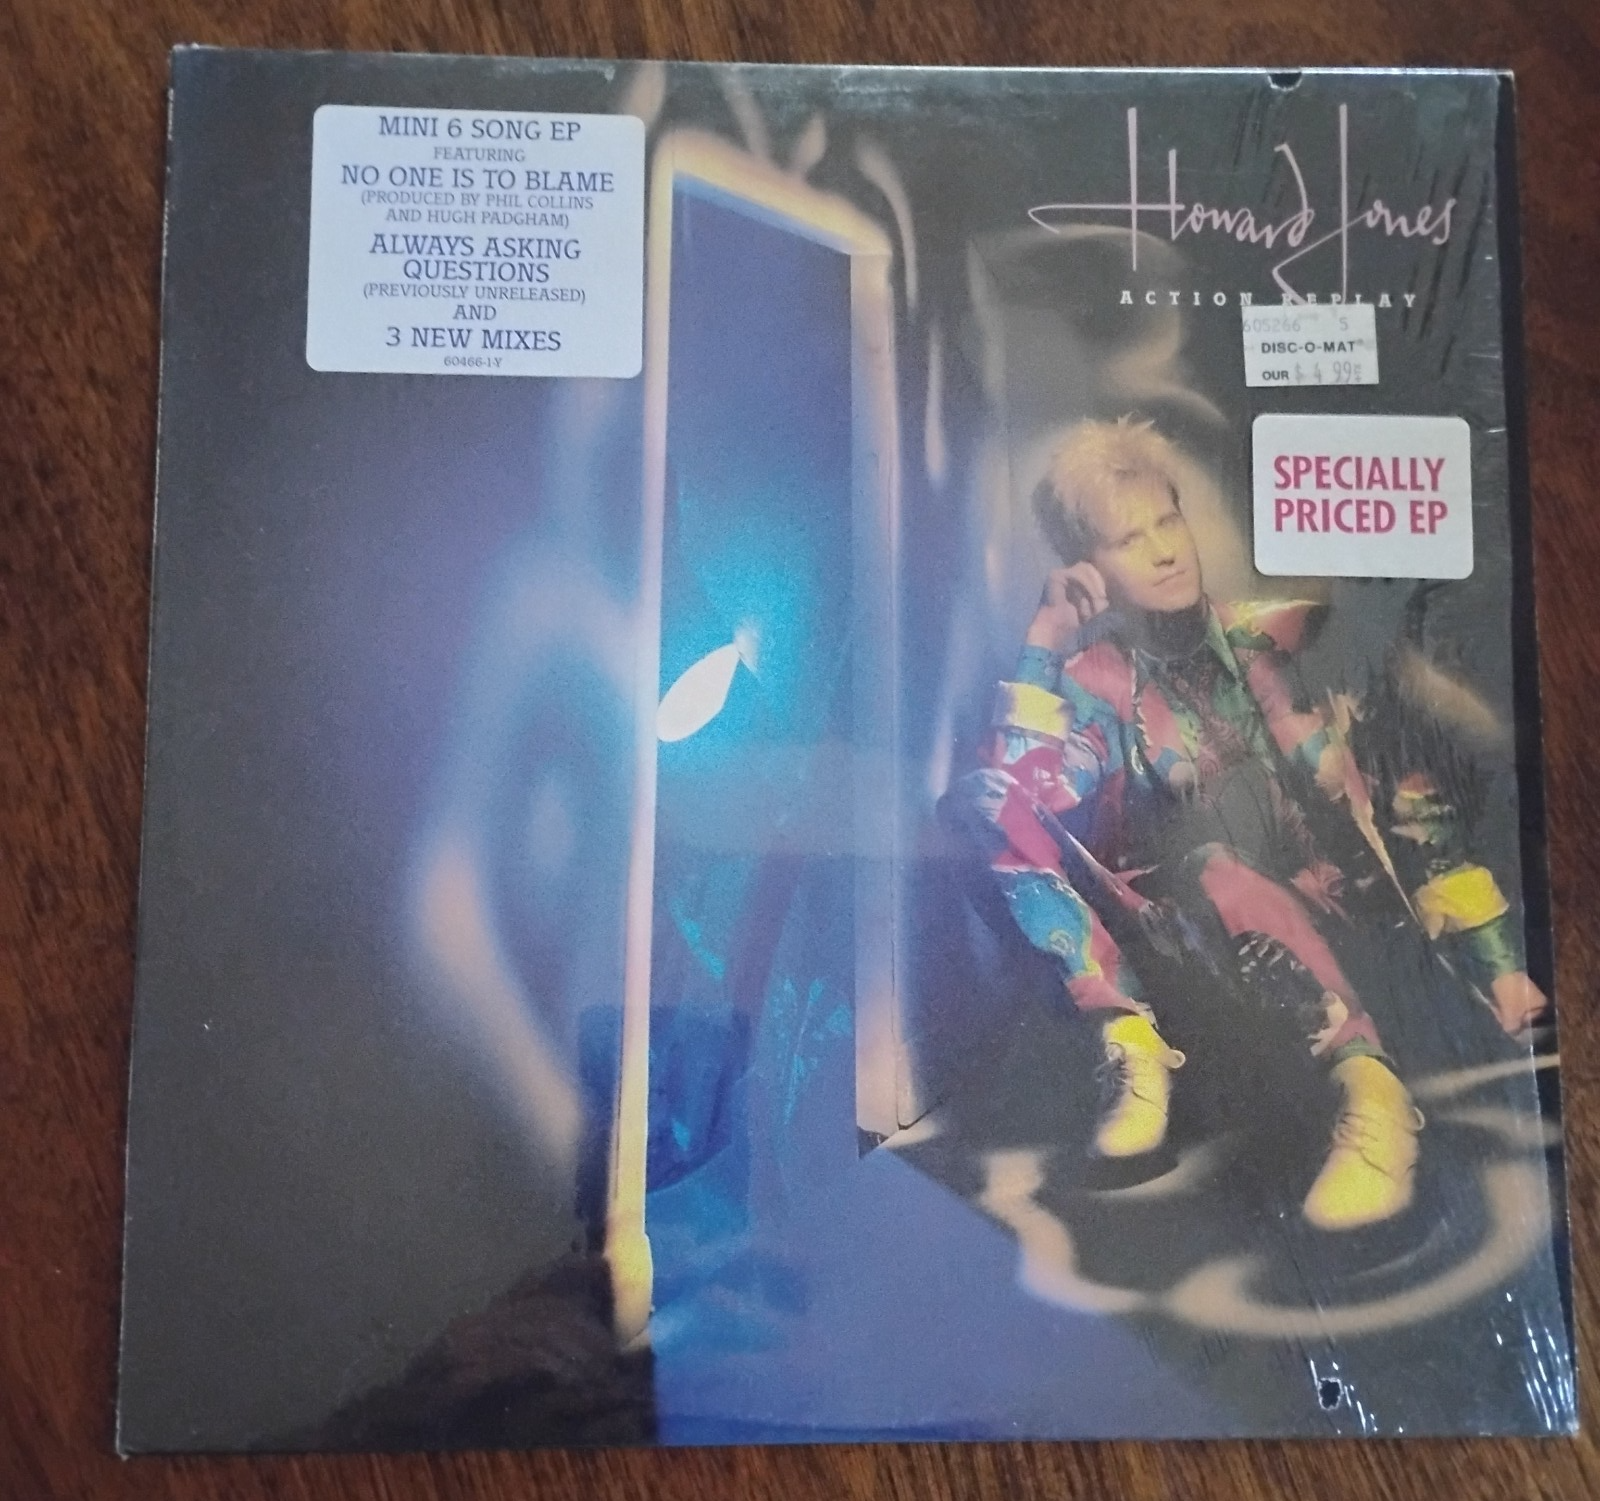 MINI 6 SONG EP
FEATURING
NO ONE IS TO BLAME
(PRODUCED BY PHIL COLLINS
AND HUGH PADGHAM)
ALWAYS ASKING
QUESTIONS
(PREVIOUSLY UNRELEASED)
AND
3 NEW MIXES
60466-1-Y
Howard Jones
ACTION REPLAY
605266 5
DISC-O-MAT
OUR $ 4 99
SPECIALLY
PRICED EP